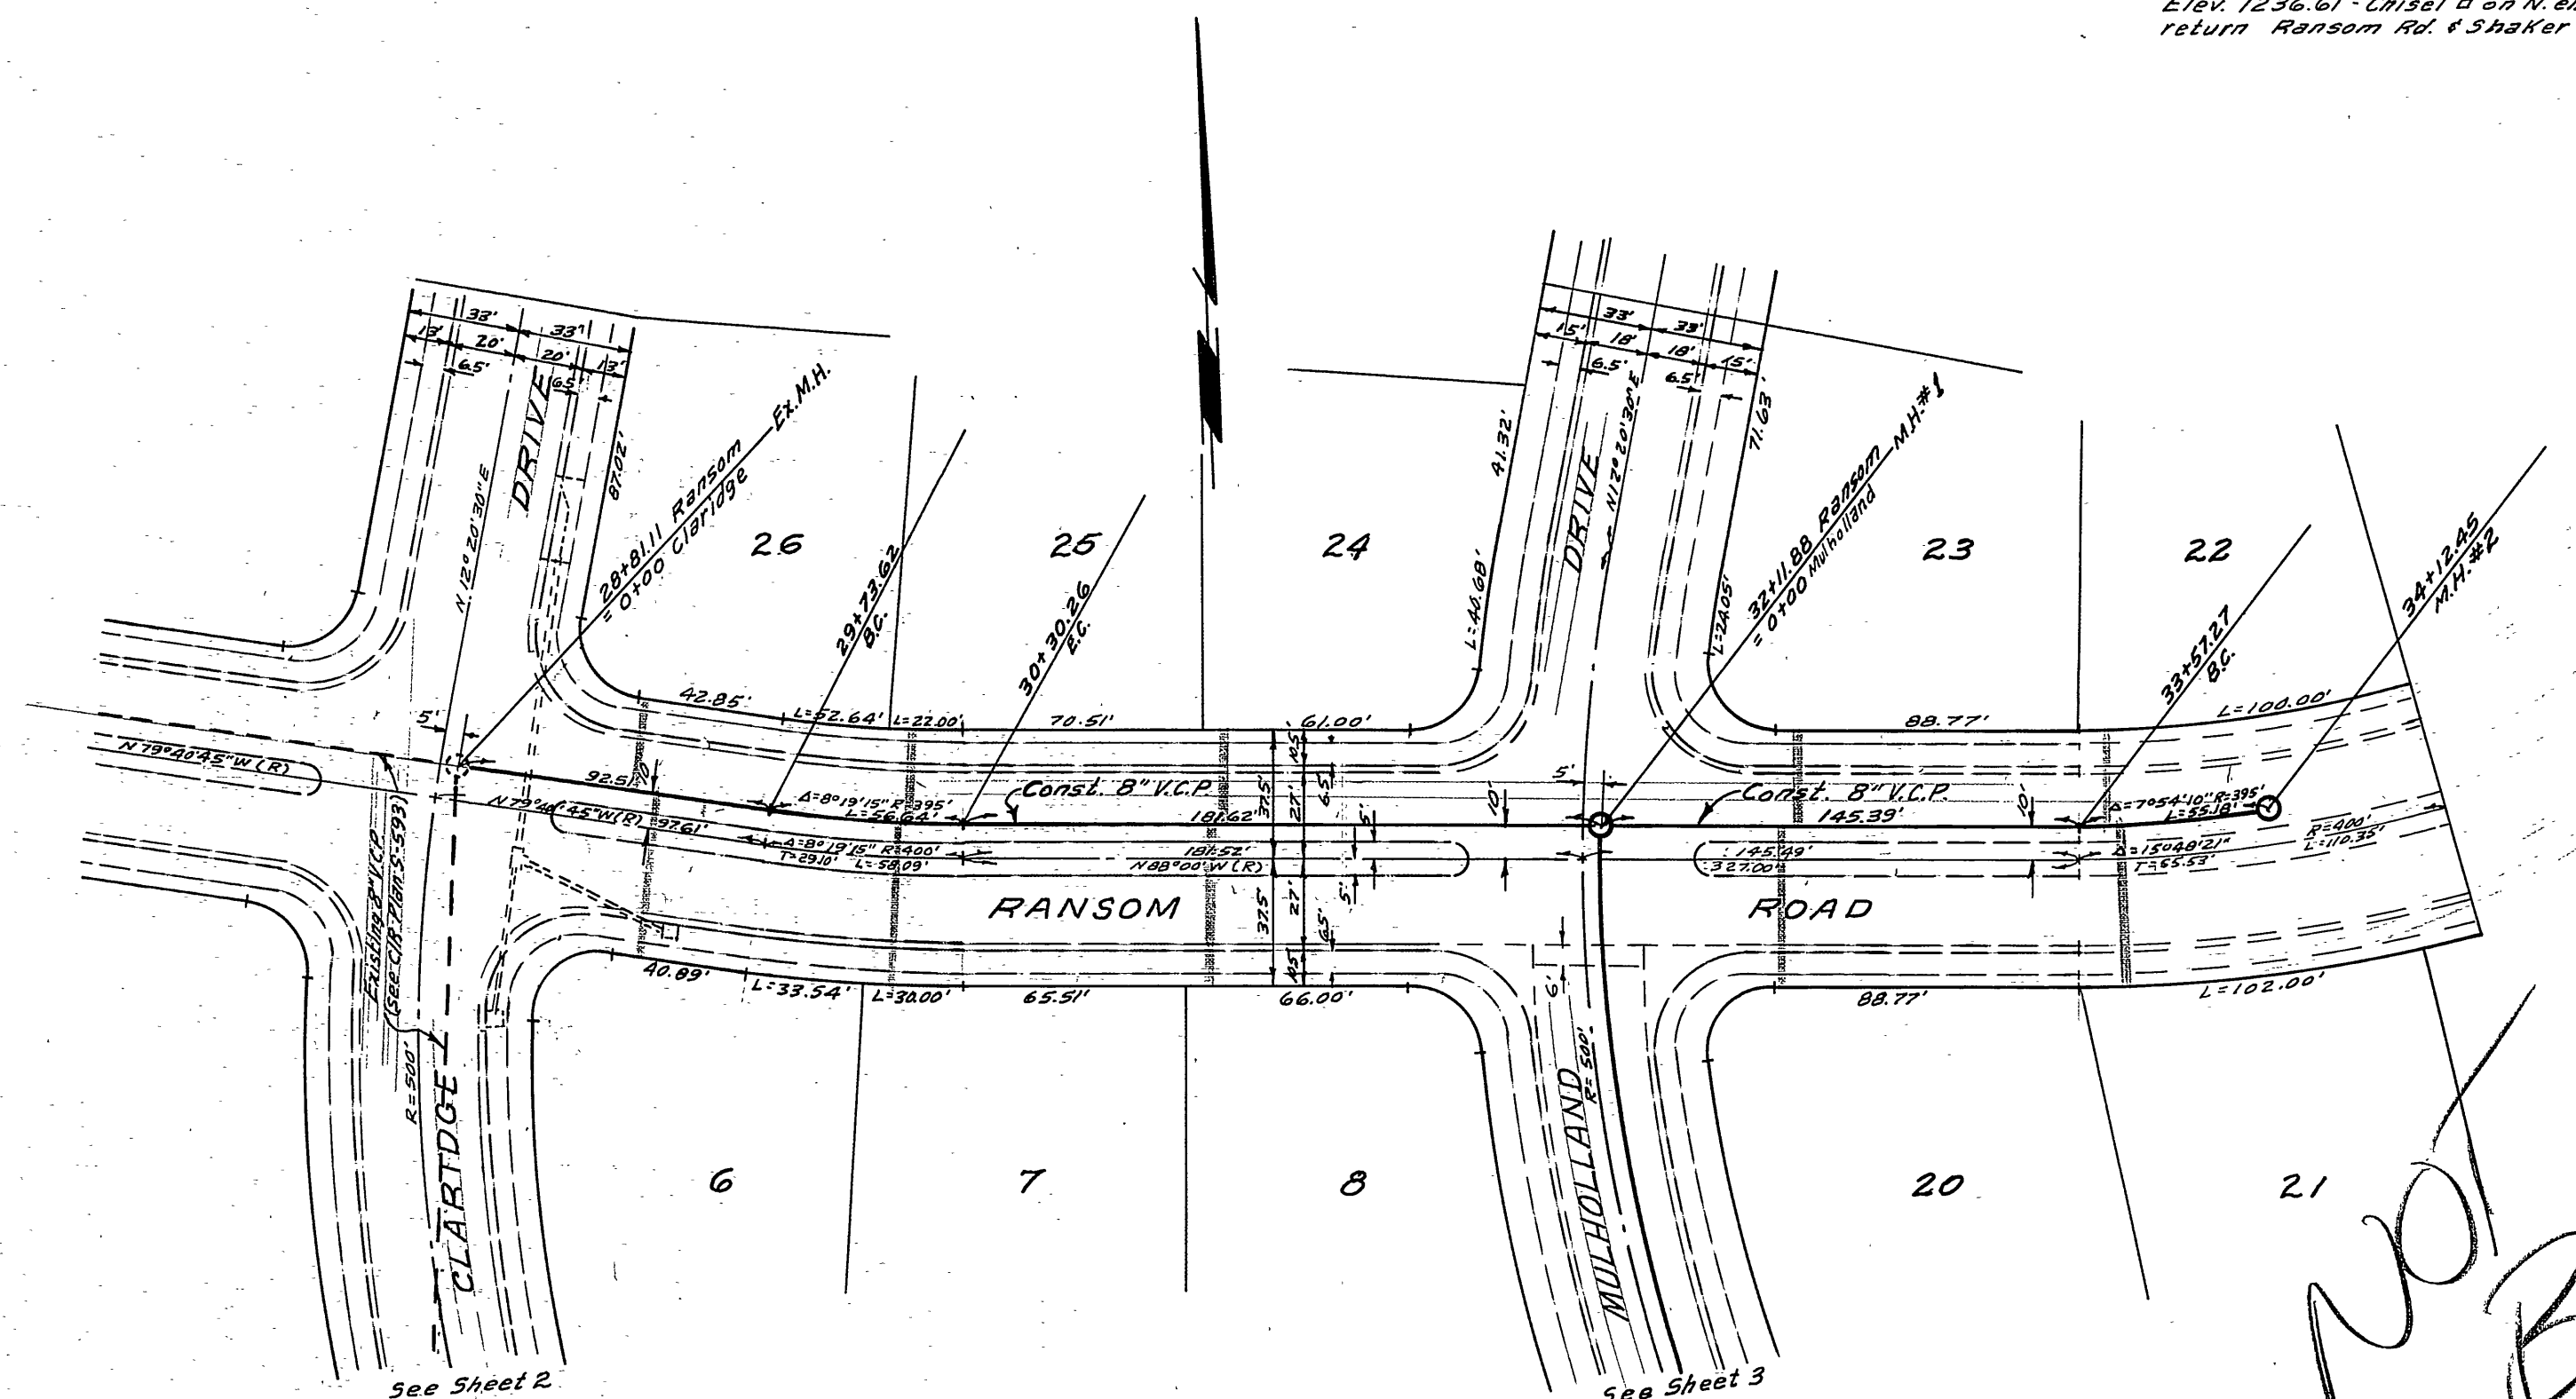 Elev. 1236.61 - Chisel □ on N. en
return Ransom Rd. & Shaker
33'
33'
13'
20'
20'
13'
6.5'
6.5'
33'
33'
15'
18'
18'
15'
6.5'
6.5'
DRIVE
N 12° 20' 30" E
87.02'
Ex. M.H.
28+81.11 Ransom
= 0+00 Claridge
29+73.62
B.C.
30+30.26
E.C.
41.32'
L=40.68'
DRIVE
N 12° 20' 30" E
71.63'
L=24.05'
M.H. #1
32+11.88 Ransom
= 0+00 Mulholland
33+57.27
B.C.
34+12.45
M.H. #2
26
25
24
23
22
5'
42.85'
L=52.64'
L=22.00'
70.51'
61.00'
5'
88.77'
L=100.00'
N 79° 40' 45" W (R)
92.51'
10'
Δ=8°19'15" R=395'
L=56.64'
Const. 8" V.C.P.
181.62'
10'
Const. 8" V.C.P.
145.39'
10'
Δ=7°54'10" R=395'
L=55.18'
N 79° 40' 45" W (R)
97.61'
Δ=8°19'15" R=400'
T=29.10' L=58.09'
181.52'
N 88° 00' W (R)
145.49'
327.00'
Δ=15°48'21"
T=65.53'
R=400'
L=110.35'
10.5'
37.5'
27'
6.5'
5'
5'
37.5'
27'
6.5'
10.5'
RANSOM
ROAD
Existing 8" V.C.P.
(see C/R Plan S-593)
R=500'
CLARIDGE
40.89'
L=33.54'
L=30.00'
65.51'
66.00'
6'
88.77'
L=102.00'
R=500'
MULHOLLAND
6
7
8
20
21
See Sheet 2
See Sheet 3
No